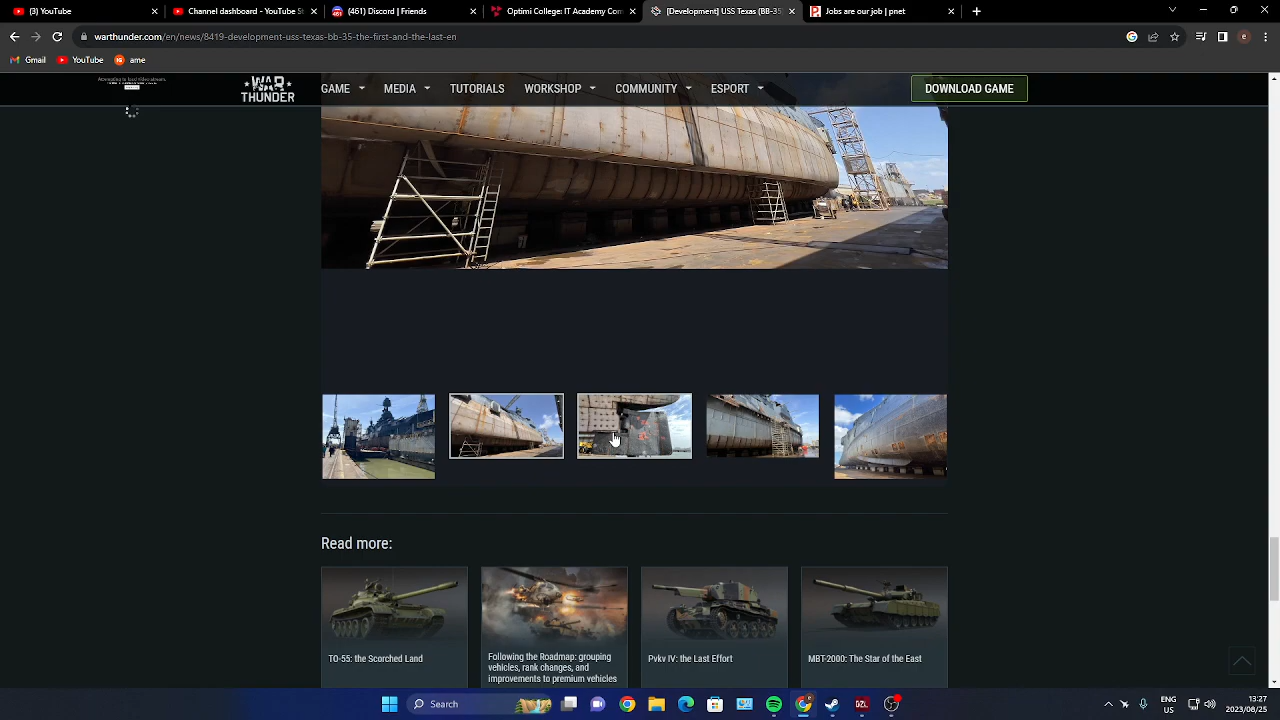 (3) YouTube
Channel dashboard - YouTube St
(461) Discord | Friends
Optimi College: IT Academy Com
[Development] USS Texas (BB-35
Jobs are our job | pnet
warthunder.com/en/news/8419-development-uss-texas-bb-35-the-first-and-the-last-en
Gmail
YouTube
ame
WAR THUNDER
GAME
MEDIA
TUTORIALS
WORKSHOP
COMMUNITY
ESPORT
DOWNLOAD GAME
Read more:
TO-55: the Scorched Land
Following the Roadmap: grouping
vehicles, rank changes, and
improvements to premium vehicles
Pvkv IV: the Last Effort
MBT-2000: The Star of the East
Search
DZL
ENG
US
13:27
2023/08/25